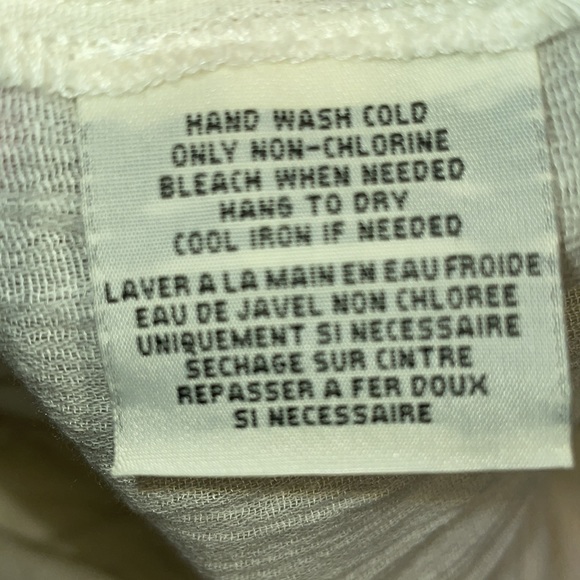 HAND WASH COLD
ONLY NON-CHLORINE
BLEACH WHEN NEEDED
HANG TO DRY
COOL IRON IF NEEDED
LAVER A LA MAIN EN EAU FROIDE
EAU DE JAVEL NON CHLOREE
UNIQUEMENT SI NECESSAIRE
SECHAGE SUR CINTRE
REPASSER A FER DOUX
SI NECESSAIRE